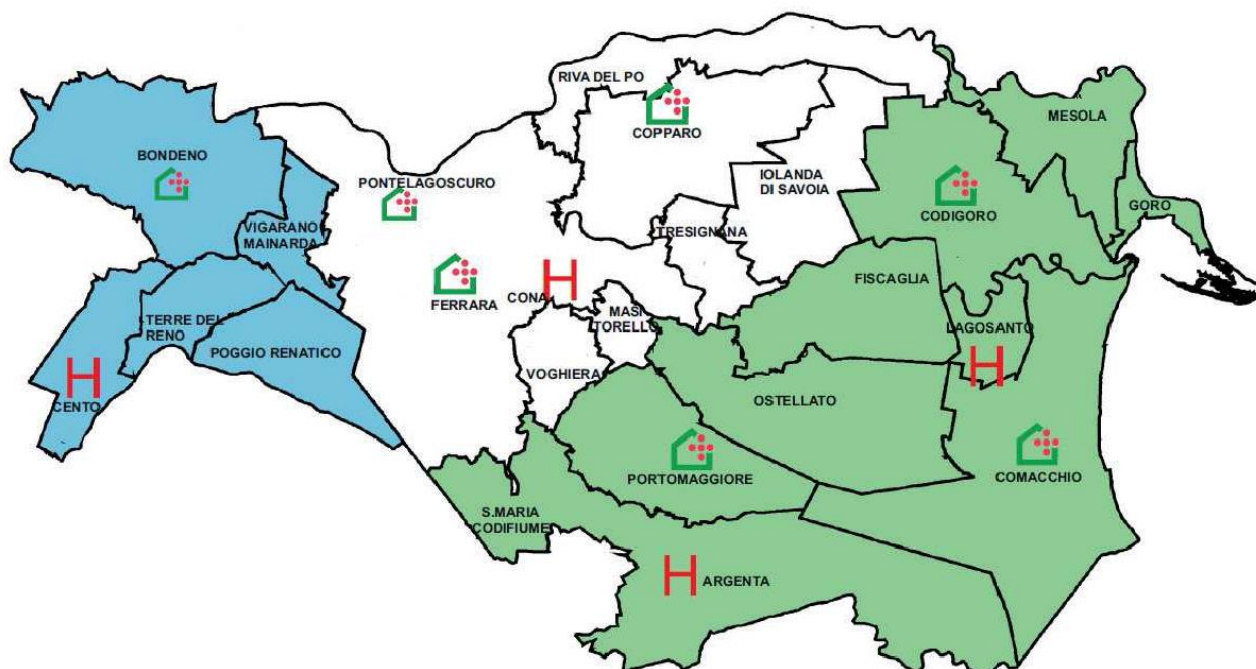 RIVA DEL PO
COPPARO
MESOLA
BONDENO
PONTELAGOSCURO
IOLANDA
DI SAVOIA
CODIGORO
GORO
VIGARANO
MAINARDA
TRESIGNANA
FISCAGLIA
FERRARA
CONA
H
MASI
TORELLO
LAGOSANTO
H
TERRE DEL
RENO
POGGIO RENATICO
VOGHIERA
H
CENTO
OSTELLATO
PORTOMAGGIORE
COMACCHIO
S.MARIA
CODIFIUME
H
ARGENTA